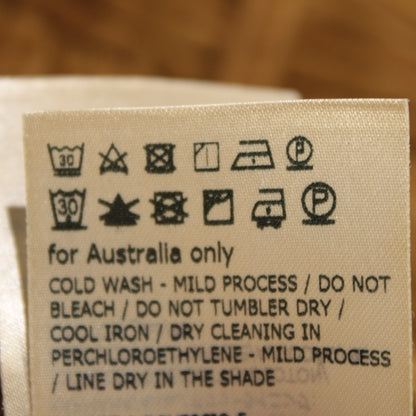 30 P
30 P
for Australia only
COLD WASH - MILD PROCESS / DO NOT
BLEACH / DO NOT TUMBLER DRY /
COOL IRON / DRY CLEANING IN
PERCHLOROETHYLENE - MILD PROCESS
/ LINE DRY IN THE SHADE